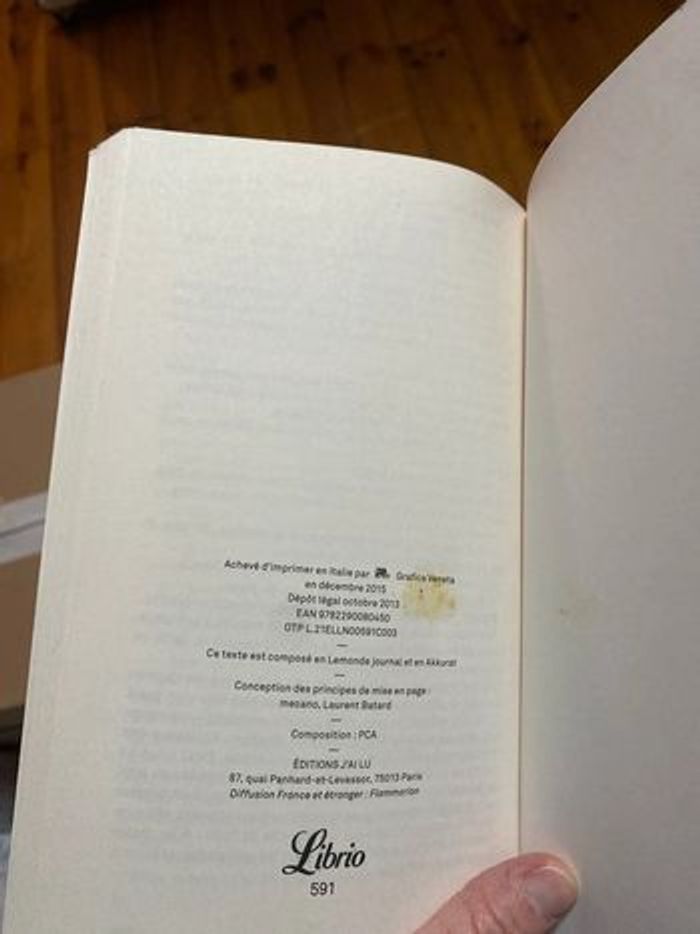 Achevé d'imprimer en Italie par Grafica Veneta
en décembre 2015
Dépôt légal octobre 2013
EAN 9782290080450
OTP L.21ELLN000591C003
—
Ce texte est composé en Lemonde journal et en Akkurat
—
Conception des principes de mise en page :
mecano, Laurent Batard
—
Composition : PCA
—
ÉDITIONS J'AI LU
87, quai Panhard-et-Levassor, 75013 Paris
Diffusion France et étranger : Flammarion
Librio
591